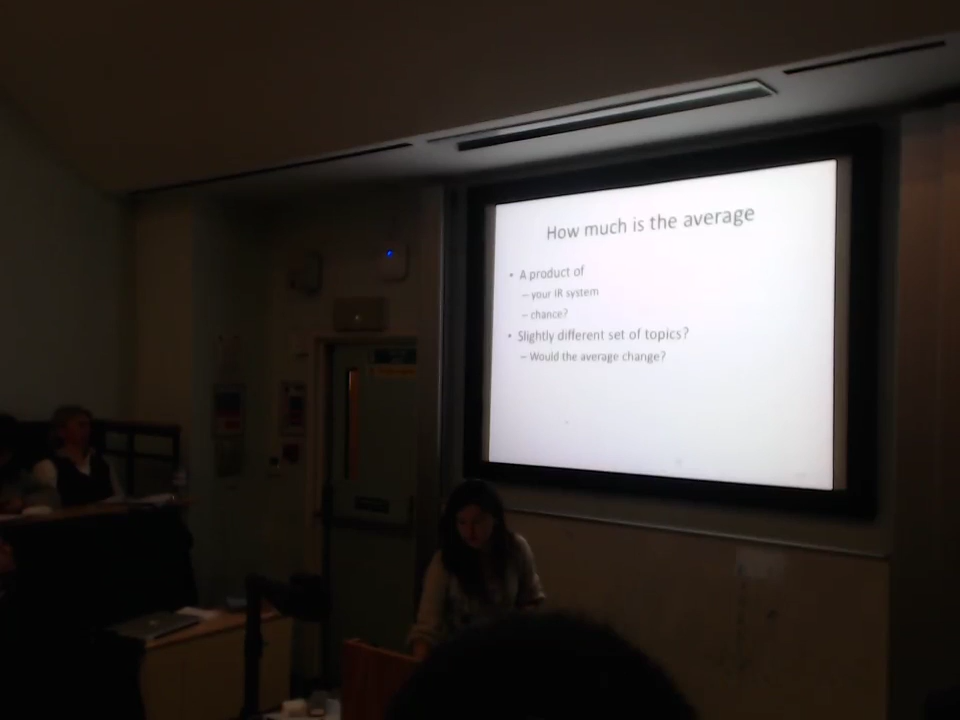 How much is the average
• A product of
– your IR system
– chance?
• Slightly different set of topics?
– Would the average change?